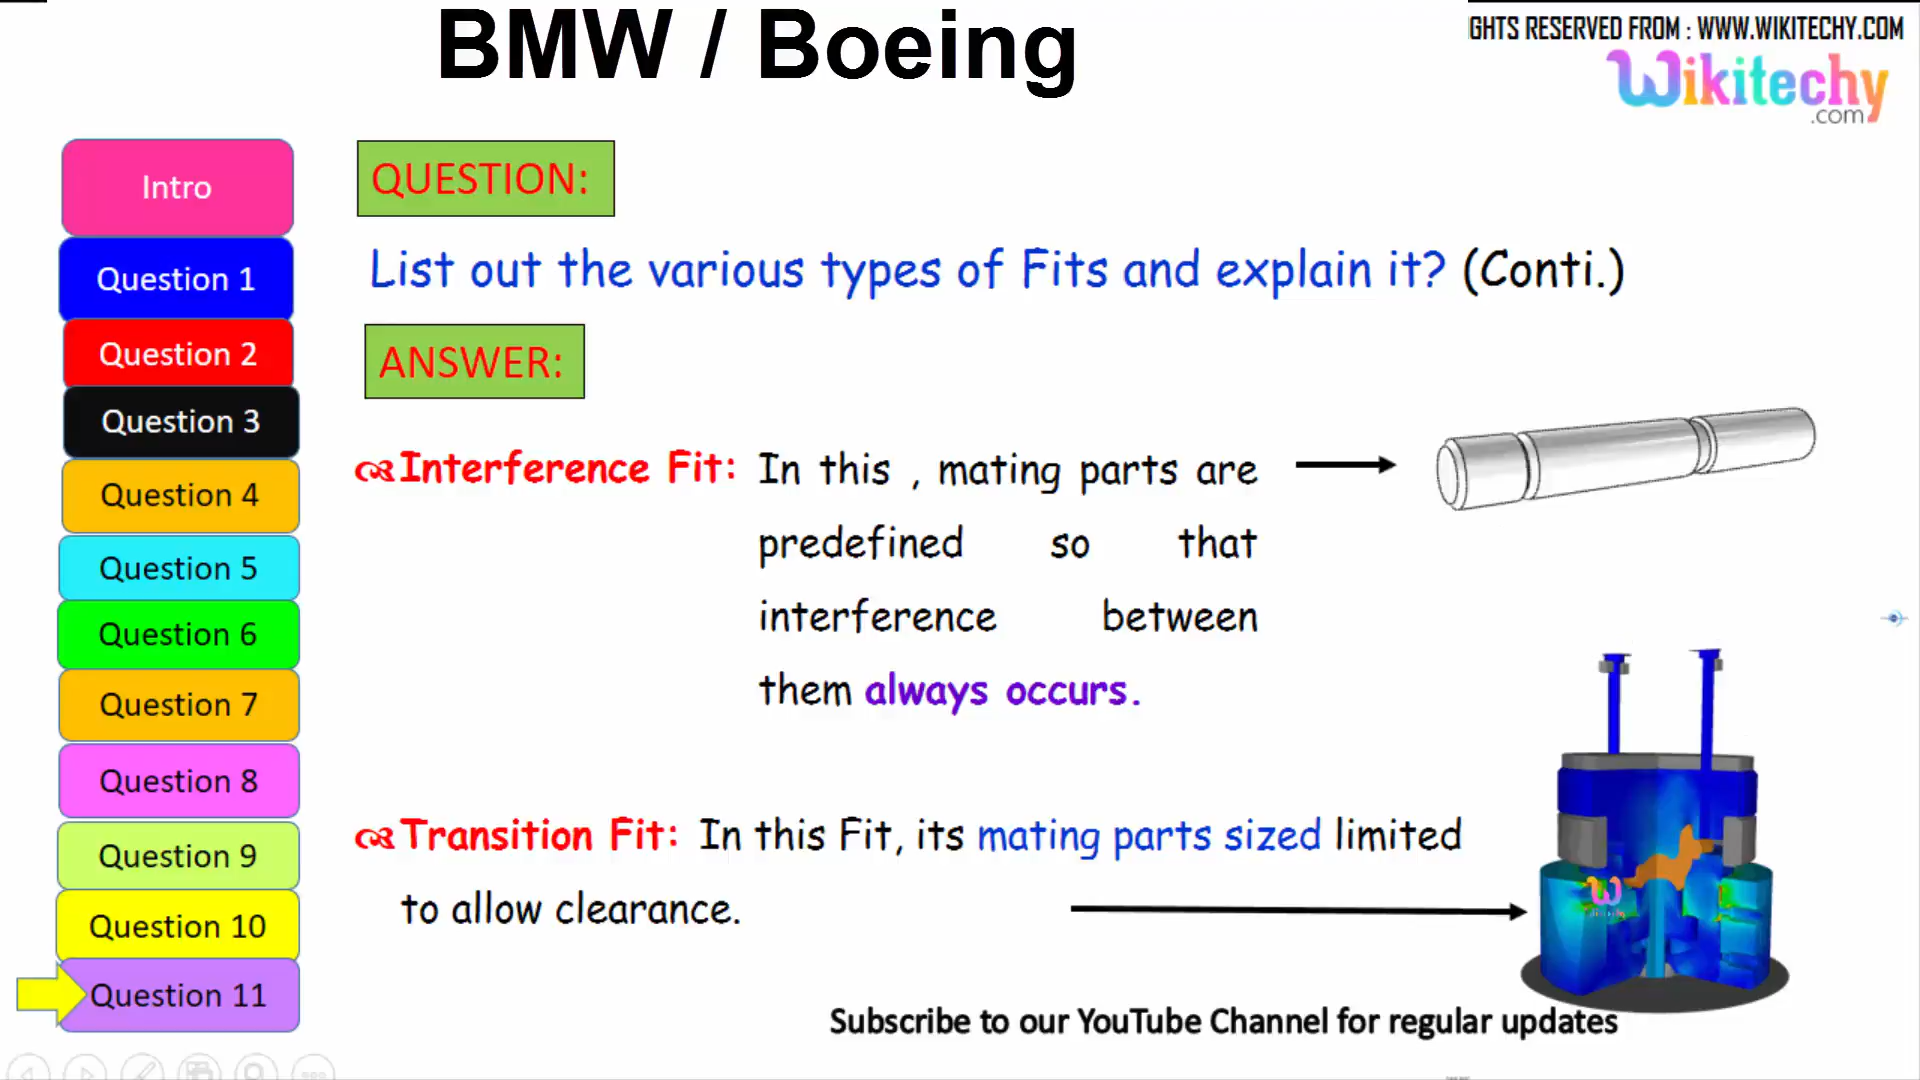 BMW / Boeing
GHTS RESERVED FROM : WWW.WIKITECHY.COM
Wikitechy
.com
Intro
Question 1
Question 2
Question 3
Question 4
Question 5
Question 6
Question 7
Question 8
Question 9
Question 10
Question 11
QUESTION:
List out the various types of Fits and explain it? (Conti.)
ANSWER:
Interference Fit: In this , mating parts are
predefined so that
interference between
them always occurs.
Transition Fit: In this Fit, its mating parts sized limited
to allow clearance.
W
Subscribe to our YouTube Channel for regular updates